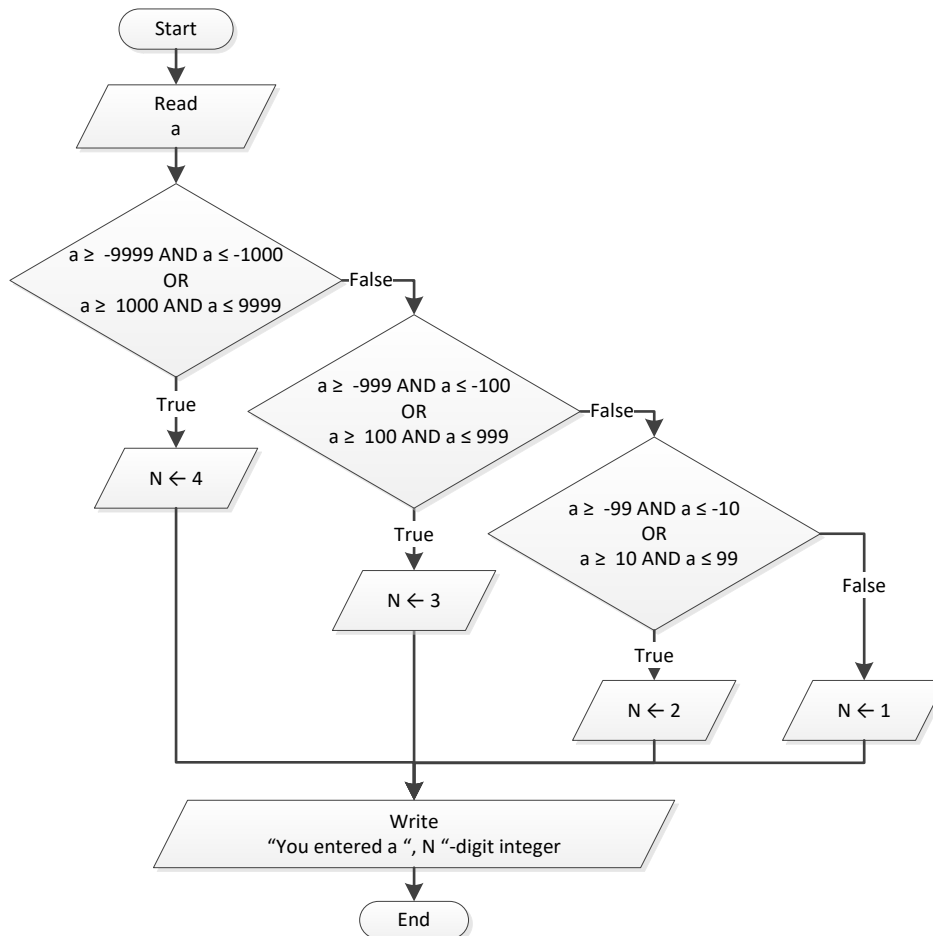 Start
Read
a
a ≥  -9999 AND a ≤ -1000
OR
a ≥  1000 AND a ≤ 9999
False
True
a ≥  -999 AND a ≤ -100
OR
a ≥  100 AND a ≤ 999
False
N ← 4
True
a ≥  -99 AND a ≤ -10
OR
a ≥  10 AND a ≤ 99
False
N ← 3
True
N ← 2
N ← 1
Write
“You entered a “, N “-digit integer
End